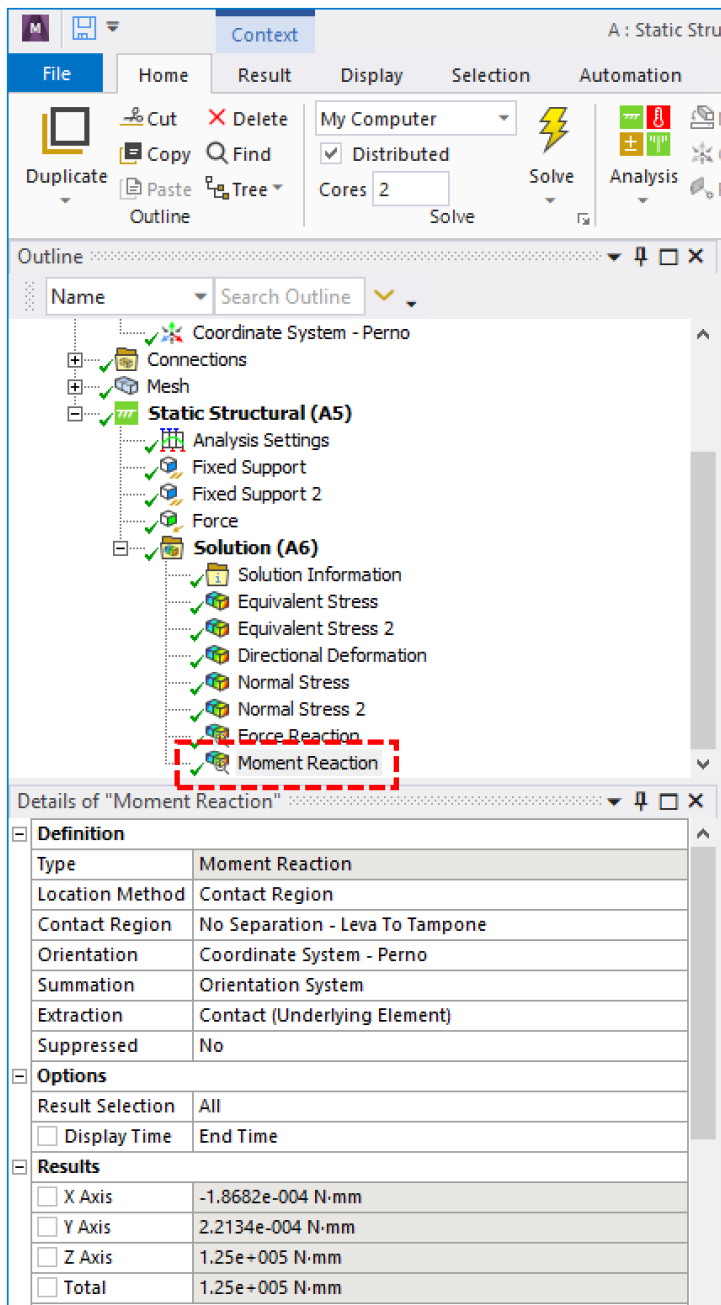 M
Context
A : Static Stru
File Home Result Display Selection Automation
Cut Delete My Computer
Copy Find Distributed
Duplicate Paste Tree Cores 2 Solve Analysis
Outline Solve
Outline
Name Search Outline
Coordinate System - Perno
Connections
Mesh
Static Structural (A5)
Analysis Settings
Fixed Support
Fixed Support 2
Force
Solution (A6)
Solution Information
Equivalent Stress
Equivalent Stress 2
Directional Deformation
Normal Stress
Normal Stress 2
Force Reaction
Moment Reaction
Details of "Moment Reaction"
Definition
Type Moment Reaction
Location Method Contact Region
Contact Region No Separation - Leva To Tampone
Orientation Coordinate System - Perno
Summation Orientation System
Extraction Contact (Underlying Element)
Suppressed No
Options
Result Selection All
Display Time End Time
Results
X Axis -1.8682e-004 N·mm
Y Axis 2.2134e-004 N·mm
Z Axis 1.25e+005 N·mm
Total 1.25e+005 N·mm